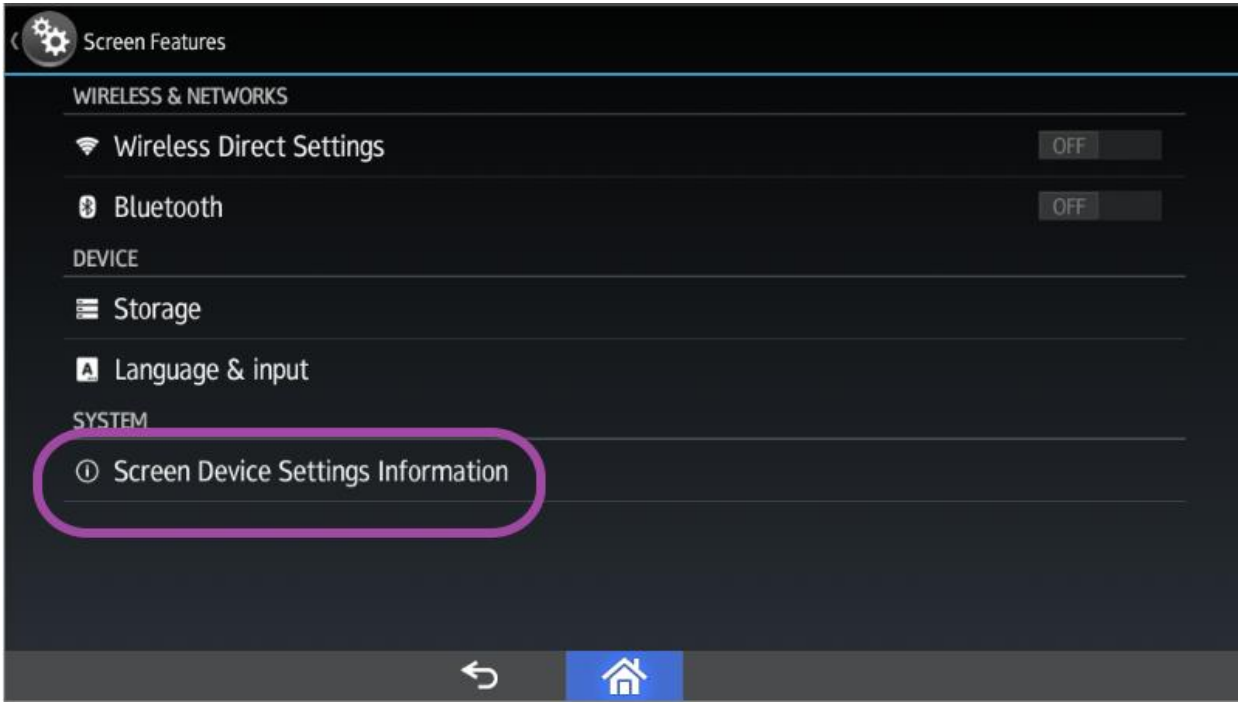 Screen Features
WIRELESS & NETWORKS
Wireless Direct Settings
OFF
Bluetooth
OFF
DEVICE
Storage
Language & input
SYSTEM
Screen Device Settings Information